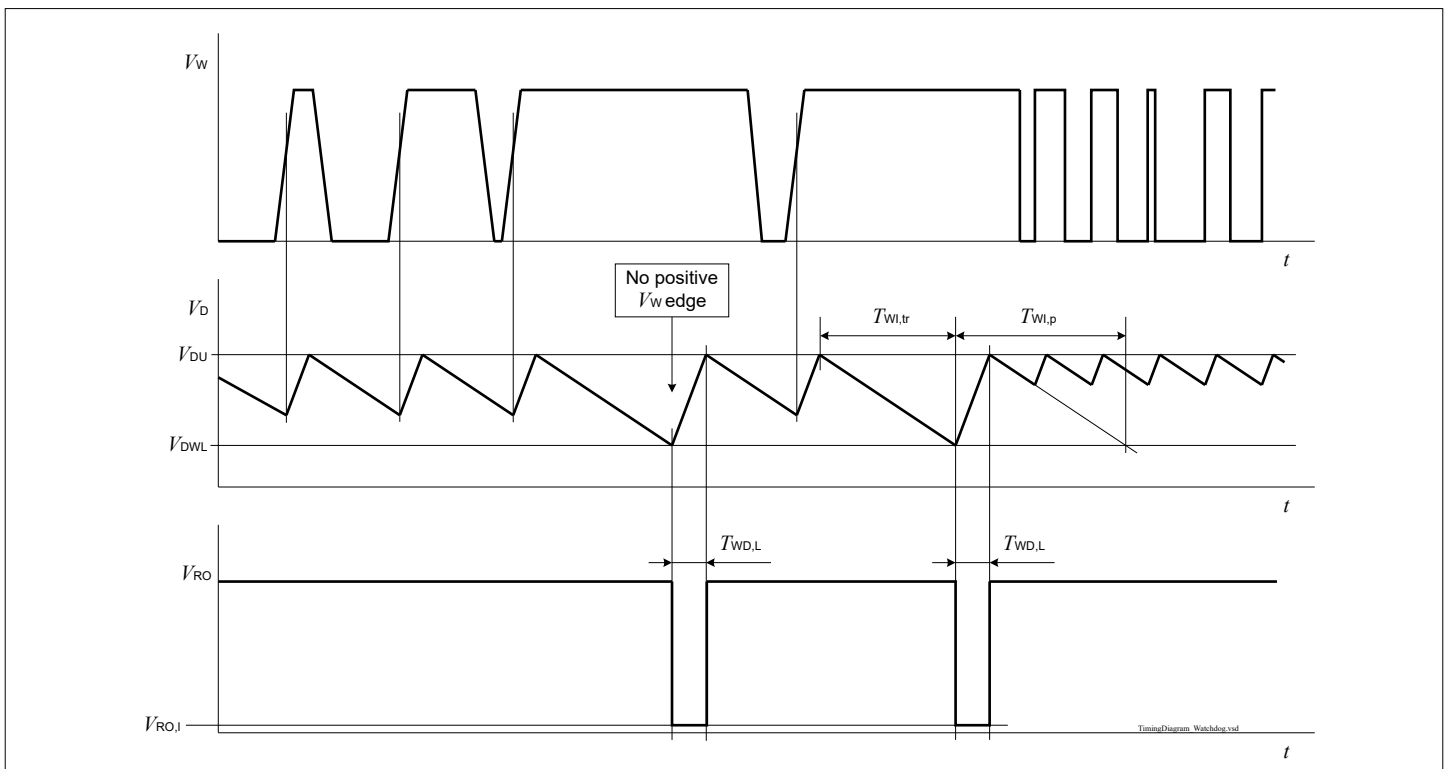 VW
t
No positive
VW edge
VD
TWI,tr
TWI,p
VDU
VDWL
t
TWD,L
TWD,L
VRO
VRO,l
TimingDiagram_Watchdog.vsd
t